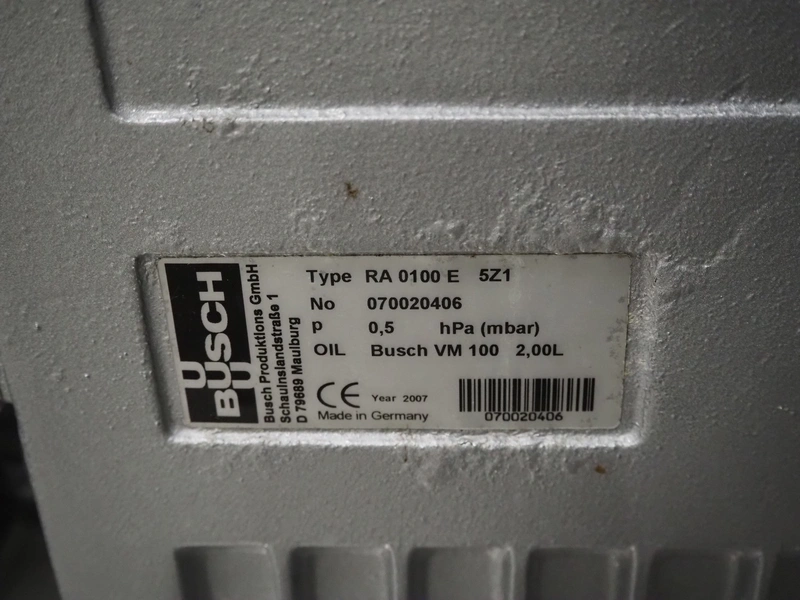 U
BUSCH
BU
Busch Produktions GmbH
Schauinslandstraße 1
D 79689 Maulburg
Type RA 0100 E 5Z1
No 070020406
p 0,5 hPa (mbar)
OIL Busch VM 100 2,00L
CE Year 2007
Made in Germany
070020406